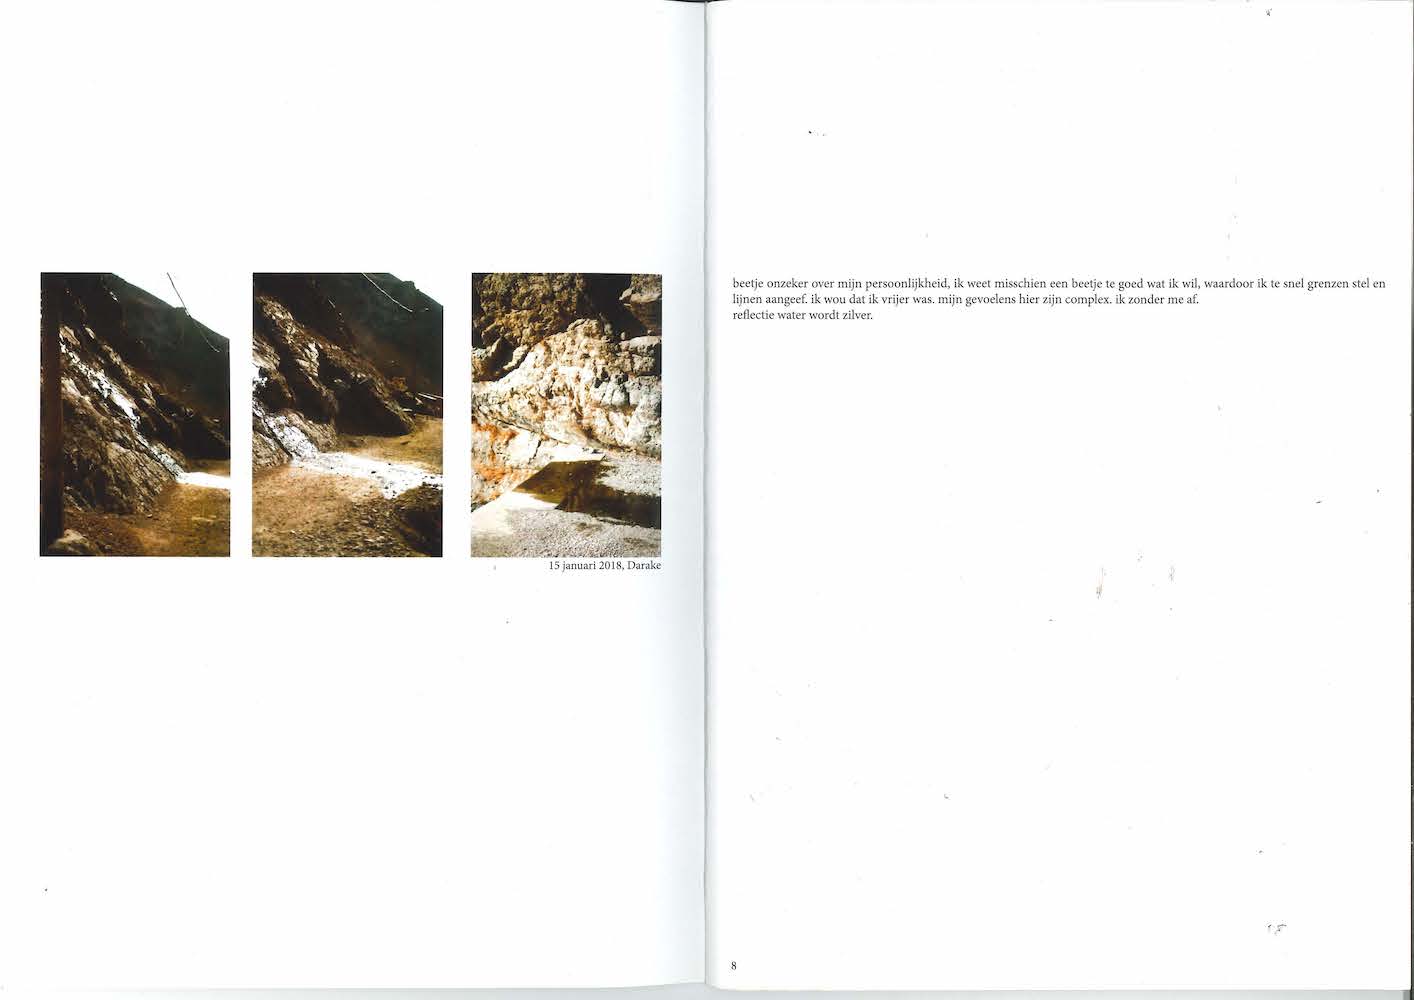 15 januari 2018, Darake
beetje onzeker over mijn persoonlijkheid, ik weet misschien een beetje te goed wat ik wil, waardoor ik te snel grenzen stel en
lijnen aangeef. ik wou dat ik vrijer was. mijn gevoelens hier zijn complex. ik zonder me af.
reflectie water wordt zilver.
8